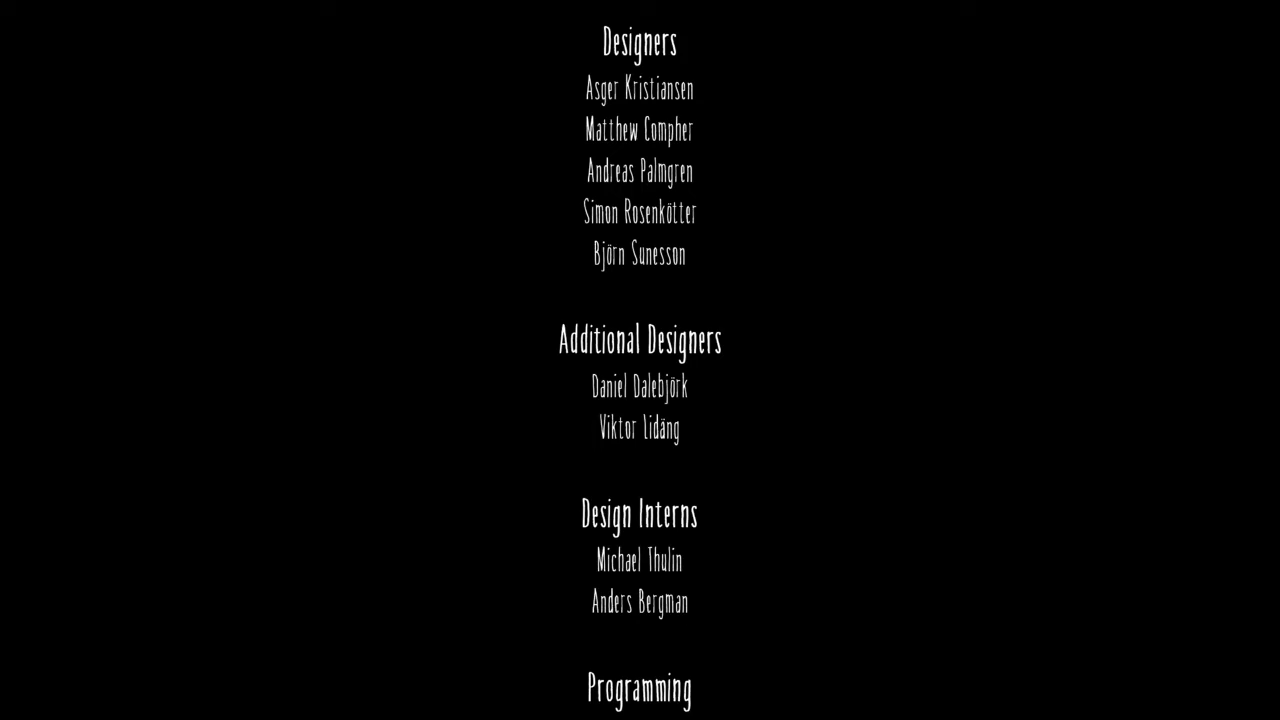 Designers
Asger Kristiansen
Matthew Compher
Andreas Palmgren
Simon Rosenkötter
Björn Sunesson
Additional Designers
Daniel Dalebjörk
Viktor Lidäng
Design Interns
Michael Thulin
Anders Bergman
Programming